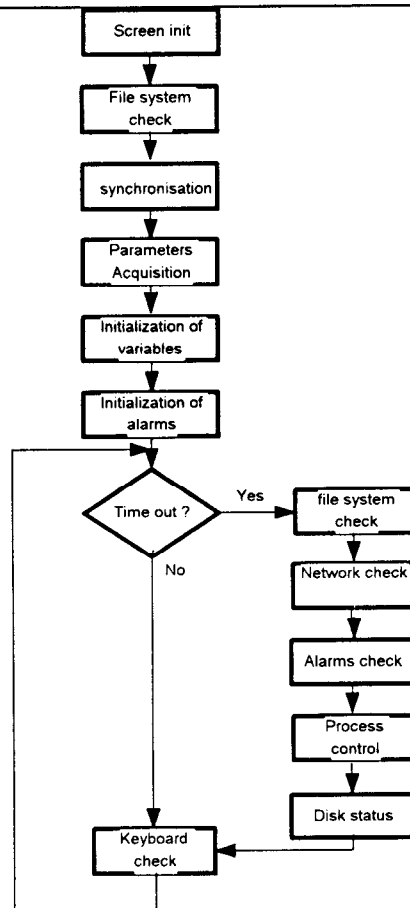 Screen init
File system
check
synchronisation
Parameters
Acquisition
Initialization of
variables
Initialization of
alarms
Time out ?
Yes
No
file system
check
Network check
Alarms check
Process
control
Disk status
Keyboard
check